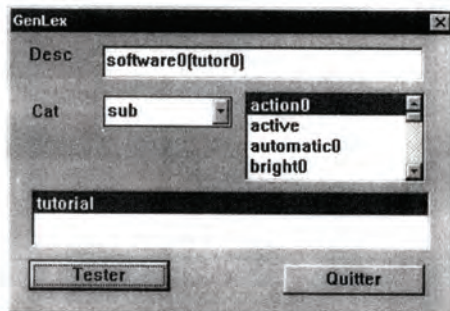 GenLex
Desc
software0(tutor0)
Cat
sub
action0
active
automatic0
bright0
tutorial
Tester
Quitter